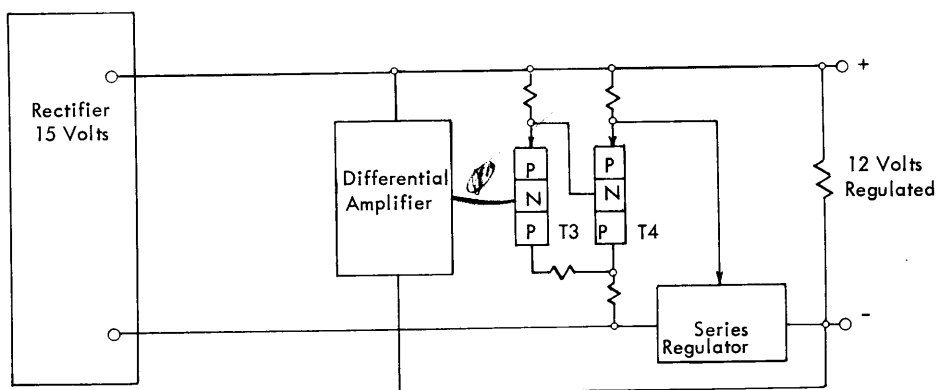 +
Rectifier
15 Volts
Differential
Amplifier
P
N
P
T3
P
N
P
T4
12 Volts
Regulated
Series
Regulator
-